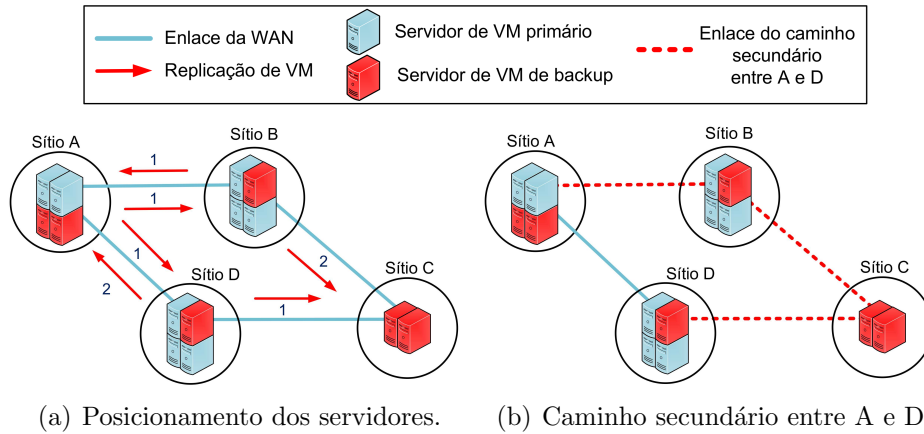 Enlace da WAN
Replicação de VM
Servidor de VM primário
Servidor de VM de backup
Enlace do caminho
secundário
entre A e D
Sítio A
Sítio B
1
1
1
2
2
Sítio D
Sítio C
1
Sítio A
Sítio B
Sítio D
Sítio C
(a) Posicionamento dos servidores.
(b) Caminho secundário entre A e D